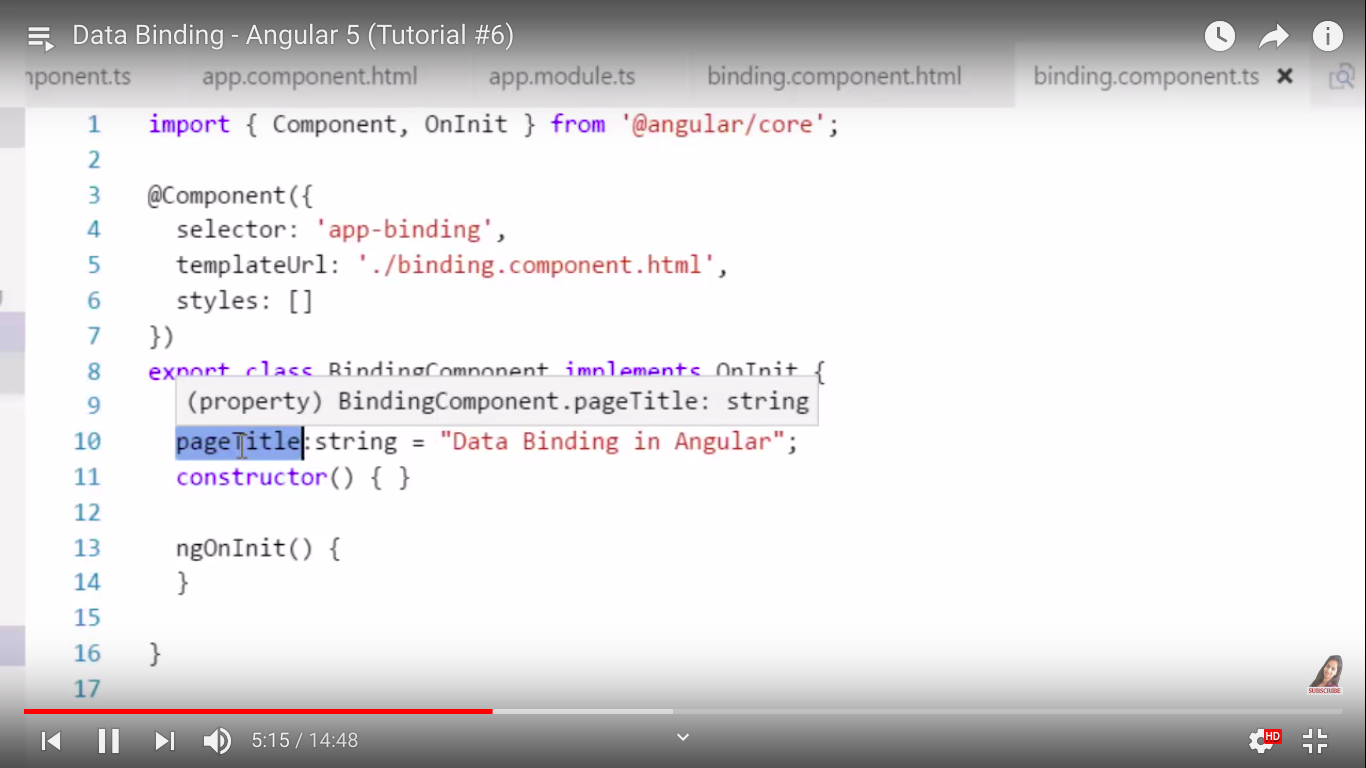 Data Binding - Angular 5 (Tutorial #6)
nponent.ts app.component.html app.module.ts binding.component.html binding.component.ts
1 import { Component, OnInit } from '@angular/core';
2
3 @Component({
4 selector: 'app-binding',
5 templateUrl: './binding.component.html',
6 styles: []
7 })
8 export class BindingComponent implements OnInit {
9 (property) BindingComponent.pageTitle: string
10 pageTitle:string = "Data Binding in Angular";
11 constructor() { }
12
13 ngOnInit() {
14 }
15
16 }
17
SUBSCRIBE
5:15 / 14:48
HD